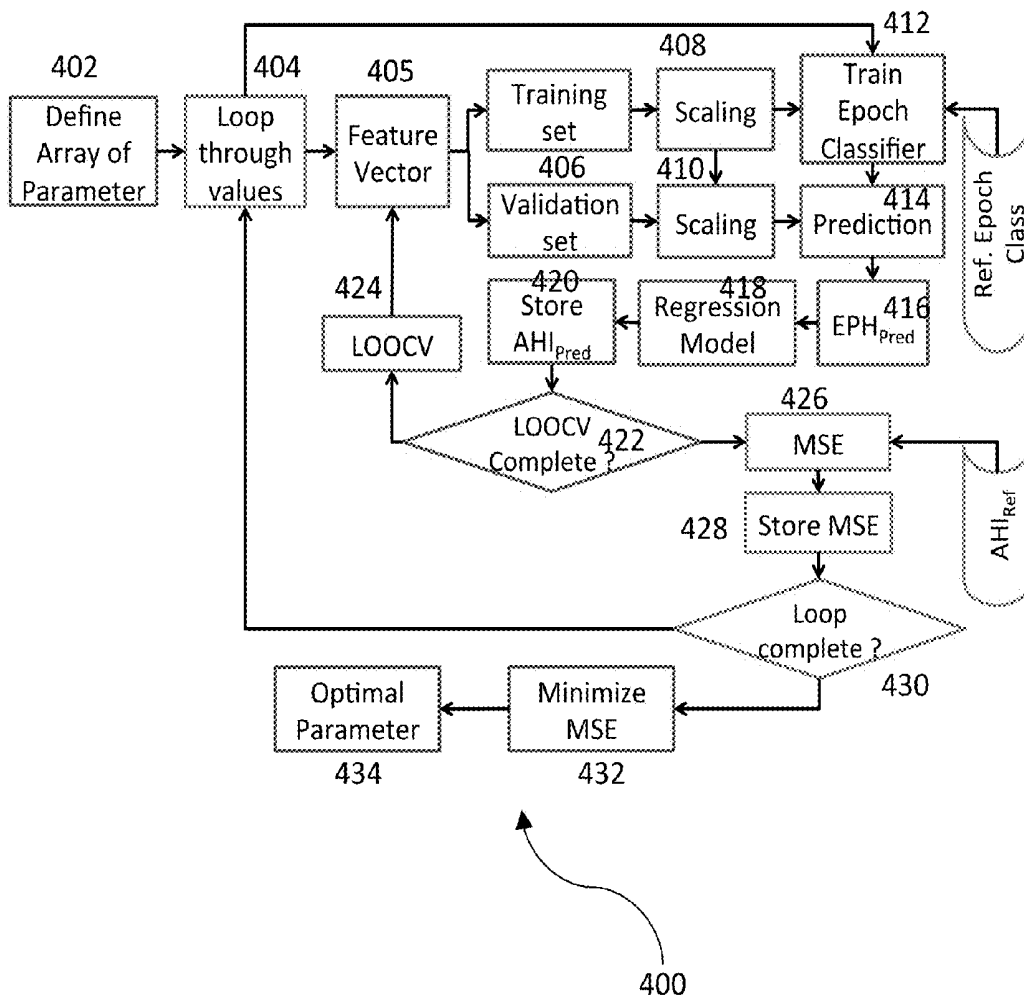 402
Define
Array of
Parameter
404
Loop
through
values
405
Feature
Vector
Training
set
406
Validation
set
408
Scaling
410
Scaling
412
Train
Epoch
Classifier
414
Prediction
Ref. Epoch
Class
416
EPH_Pred
418
Regression
Model
420
Store
AHI_Pred
424
LOOCV
LOOCV
Complete ?
422
426
MSE
AHI_Ref
428
Store MSE
Loop
complete ?
430
Optimal
Parameter
434
Minimize
MSE
432
400